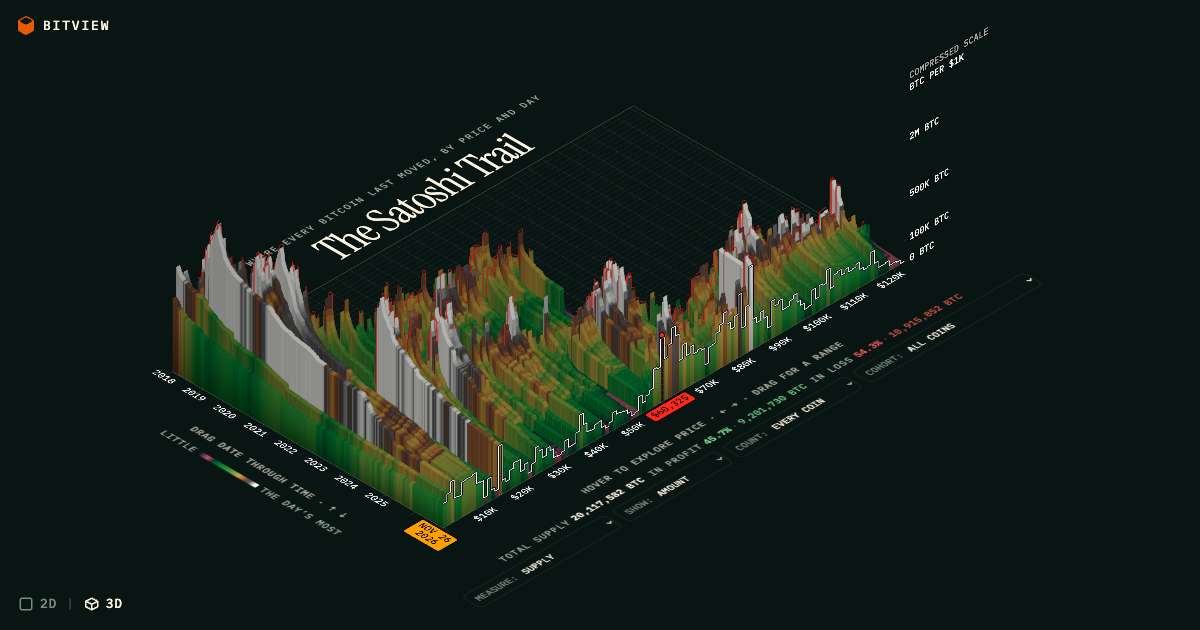 BITVIEW
COMPRESSED SCALE
BTC PER $1K
2M BTC
500K BTC
100K BTC
0 BTC
WHERE EVERY BITCOIN LAST MOVED, BY PRICE AND DAY
The Satoshi Trail
2018
2019
2020
2021
2022
2023
2024
2025
NOV 26
2026
DRAG DATE THROUGH TIME · ↑ ↓
LITTLE
THE DAY'S MOST
$10K
$20K
$30K
$40K
$50K
$60,325
$70K
$80K
$90K
$100K
$110K
$120K
HOVER TO EXPLORE PRICE · ← → · DRAG FOR A RANGE
TOTAL SUPPLY 20,117,582 BTC IN PROFIT 45.7% · 9,201,730 BTC IN LOSS 54.3% · 10,915,852 BTC
MEASURE: SUPPLY
SHOW: AMOUNT
COUNT: EVERY COIN
COHORT: ALL COINS
2D | 3D